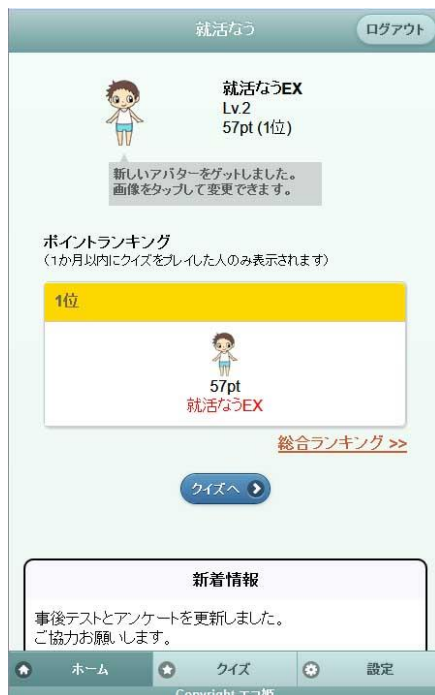 就活なう
ログアウト
就活なうEX
Lv.2
57pt (1位)
新しいアバターをゲットしました。
画像をタップして変更できます。
ポイントランキング
(1か月以内にクイズをプレイした人のみ表示されます)
1位
57pt
就活なうEX
総合ランキング >>
クイズへ
新着情報
事後テストとアンケートを更新しました。
ご協力お願いします。
ホーム
クイズ
設定
Copyright エコ姫